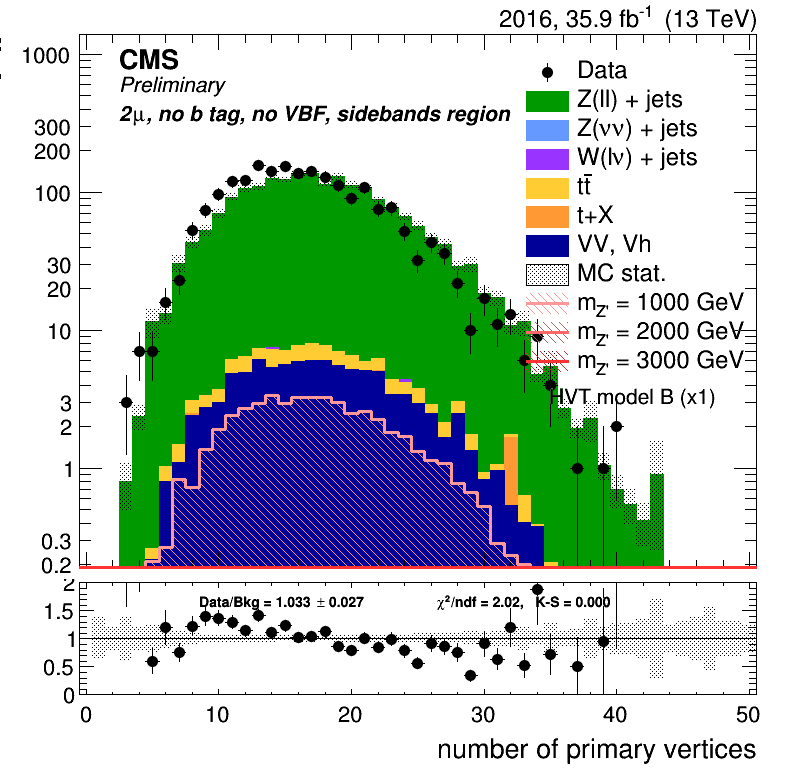 2016, 35.9 fb⁻¹ (13 TeV)
CMS
Preliminary
2μ, no b tag, no VBF, sidebands region
Data
Z(ll) + jets
Z(νν) + jets
W(lν) + jets
tt̄
t+X
VV, Vh
MC stat.
m_Z' = 1000 GeV
m_Z' = 2000 GeV
m_Z' = 3000 GeV
HVT model B (x1)
1000
300
200
100
30
20
10
3
2
1
0.3
0.2
Data/Bkg = 1.033 ± 0.027
χ²/ndf = 2.02, K-S = 0.000
2
1.5
1
0.5
0
0 10 20 30 40 50
number of primary vertices